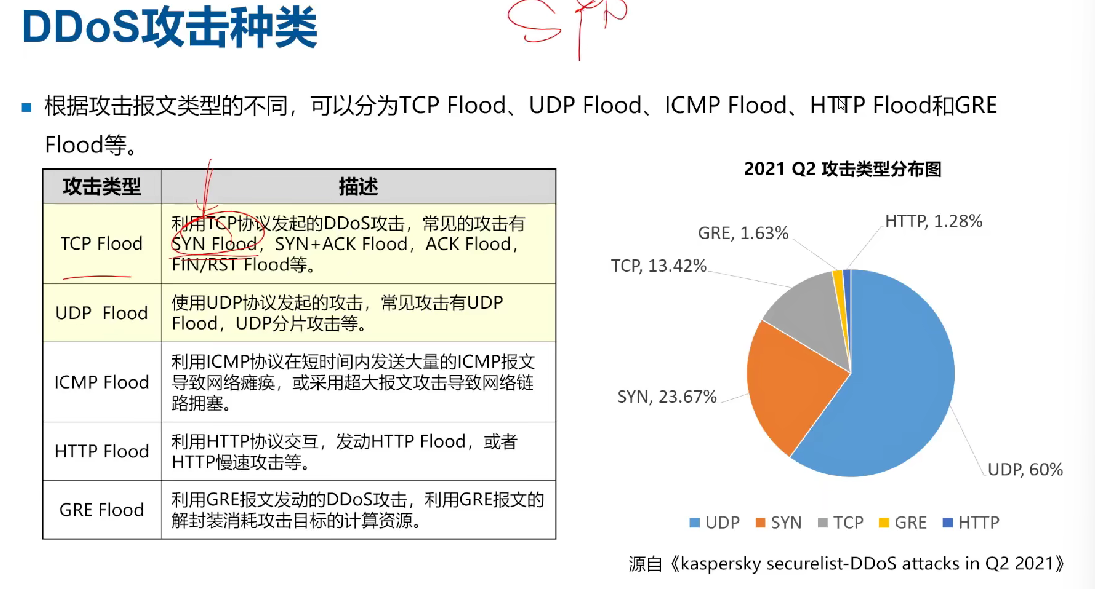 DDoS攻击种类
SYN
■ 根据攻击报文类型的不同，可以分为TCP Flood、UDP Flood、ICMP Flood、HTTP Flood和GRE
Flood等。
攻击类型 描述
TCP Flood
利用TCP协议发起的DDoS攻击，常见的攻击有
SYN Flood，SYN+ACK Flood，ACK Flood，
FIN/RST Flood等。
UDP Flood
使用UDP协议发起的攻击，常见攻击有UDP
Flood，UDP分片攻击等。
ICMP Flood
利用ICMP协议在短时间内发送大量的ICMP报文
导致网络瘫痪，或采用超大报文攻击导致网络链
路拥塞。
HTTP Flood
利用HTTP协议交互，发动HTTP Flood，或者
HTTP慢速攻击等。
GRE Flood
利用GRE报文发动的DDoS攻击，利用GRE报文的
解封装消耗攻击目标的计算资源。
2021 Q2 攻击类型分布图
HTTP, 1.28%
GRE, 1.63%
TCP, 13.42%
SYN, 23.67%
UDP, 60%
UDP SYN TCP GRE HTTP
源自《kaspersky securelist-DDoS attacks in Q2 2021》